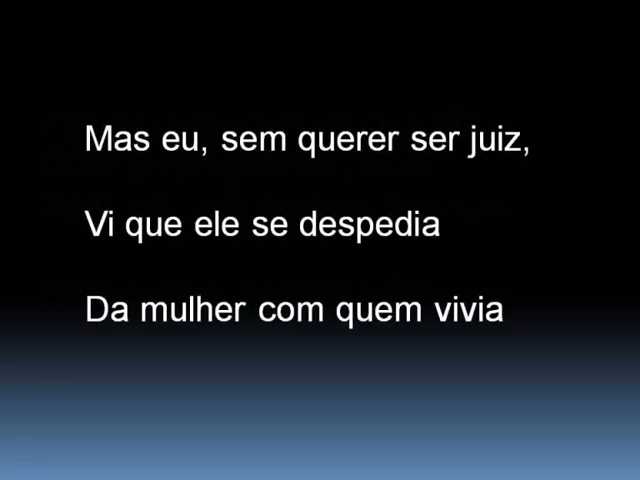 Mas eu, sem querer ser juiz,
Vi que ele se despedia
Da mulher com quem vivia